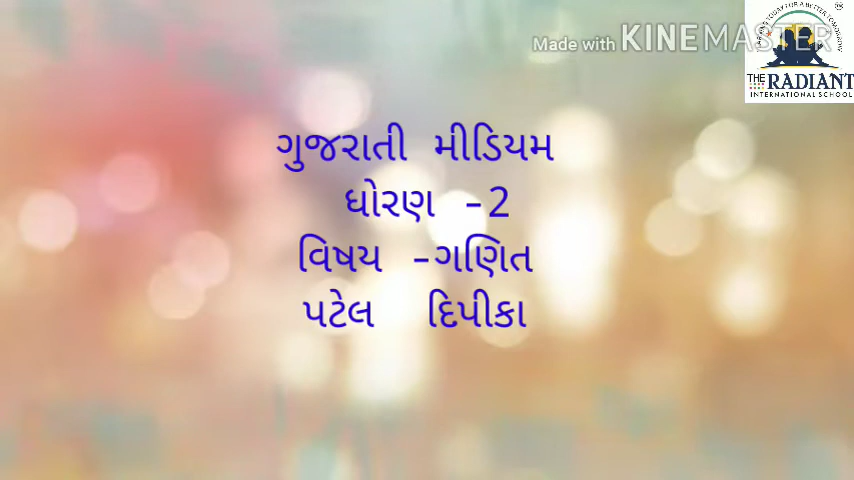 Made with KINEMASTER
THE RADIANT
INTERNATIONAL SCHOOL
ગુજરાતી મીડિયમ
ધોરણ -2
વિષય -ગણિત
પટેલ દિપીકા